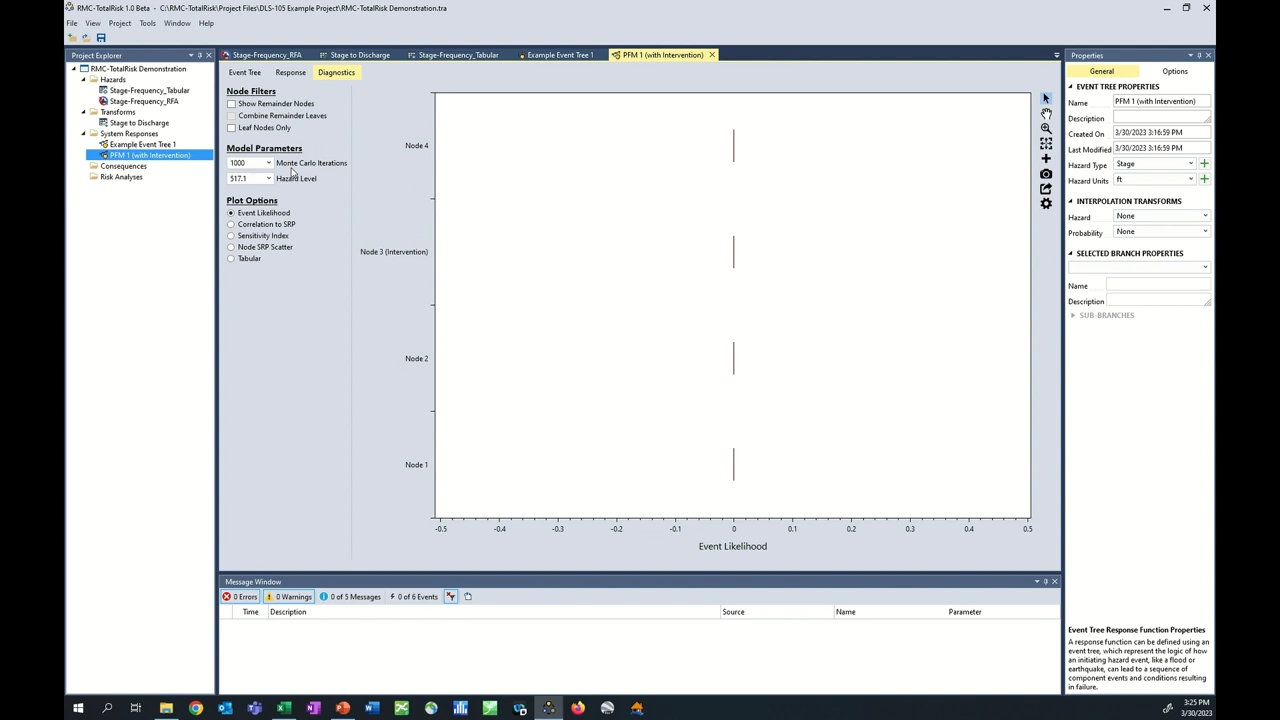 RMC-TotalRisk 1.0 Beta - C:\RMC-TotalRisk\Project Files\DLS-105 Example Project\RMC-TotalRisk Demonstration.tra
File View Project Tools Window Help
Project Explorer
RMC-TotalRisk Demonstration
Hazards
Stage-Frequency_Tabular
Stage-Frequency_RFA
Transforms
Stage to Discharge
System Responses
Example Event Tree 1
PFM 1 (with Intervention)
Consequences
Risk Analyses
Stage-Frequency_RFA Stage to Discharge Stage-Frequency_Tabular Example Event Tree 1 PFM 1 (with Intervention)
Event Tree Response Diagnostics
Node Filters
Show Remainder Nodes
Combine Remainder Leaves
Leaf Nodes Only
Model Parameters
1000 Monte Carlo Iterations
517.1 Hazard Level
Plot Options
Event Likelihood
Correlation to SRP
Sensitivity Index
Node SRP Scatter
Tabular
Node 4
Node 3 (Intervention)
Node 2
Node 1
-0.5 -0.4 -0.3 -0.2 -0.1 0 0.1 0.2 0.3 0.4 0.5
Event Likelihood
Message Window
0 Errors 0 Warnings 0 of 5 Messages 0 of 6 Events
Time Description Source Name Parameter
Properties
General Options
EVENT TREE PROPERTIES
Name PFM 1 (with Intervention)
Description
Created On 3/30/2023 3:16:59 PM
Last Modified 3/30/2023 3:16:59 PM
Hazard Type Stage
Hazard Units ft
INTERPOLATION TRANSFORMS
Hazard None
Probability None
SELECTED BRANCH PROPERTIES
Name
Description
SUB-BRANCHES
Event Tree Response Function Properties
A response function can be defined using an
event tree, which represent the logic of how
an initiating hazard event, like a flood or
earthquake, can lead to a sequence of
component events and conditions resulting
in failure.
3:25 PM
3/30/2023